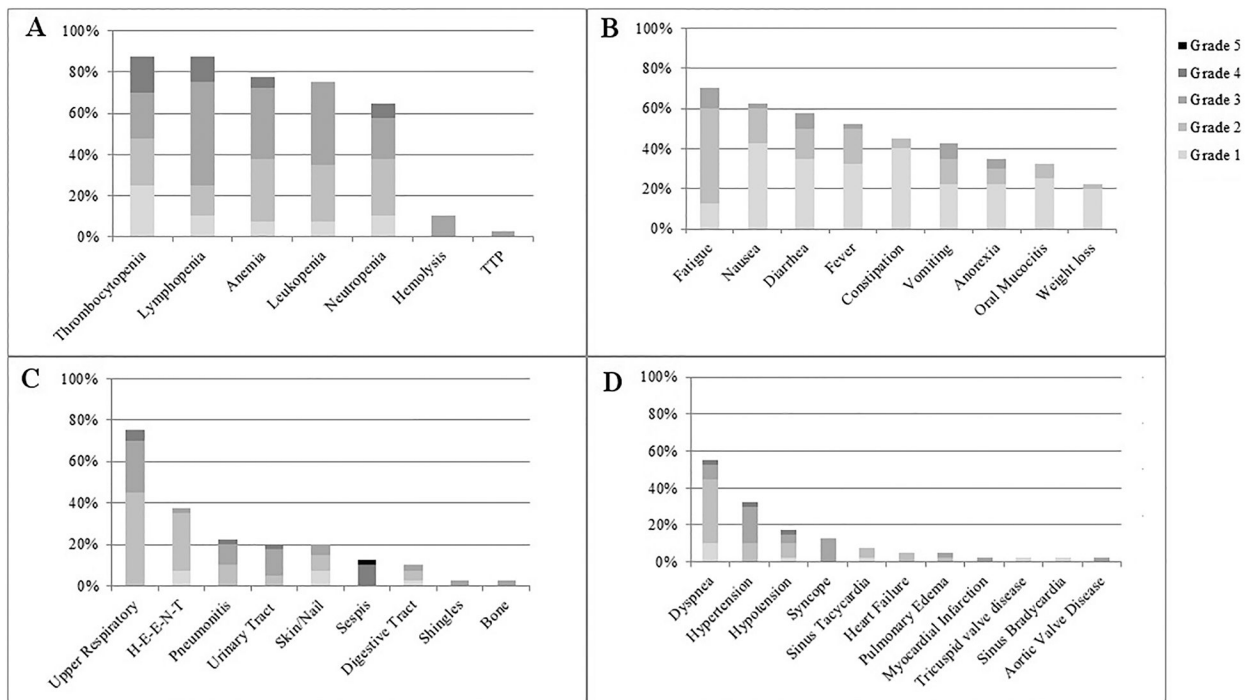 A
100%
80%
60%
40%
20%
0%
Thrombocytopenia
Lymphopenia
Anemia
Leukopenia
Neutropenia
Hemolysis
TTP
B
100%
80%
60%
40%
20%
0%
Fatigue
Nausea
Diarrhea
Fever
Constipation
Vomiting
Anorexia
Oral Mucocitis
Weight loss
Grade 5
Grade 4
Grade 3
Grade 2
Grade 1
C
100%
80%
60%
40%
20%
0%
Upper Respiratory
H-E-E-N-T
Pneumonitis
Urinary Tract
Skin/Nail
Sespis
Digestive Tract
Shingles
Bone
D
100%
80%
60%
40%
20%
0%
Dyspnea
Hypertension
Hypotension
Syncope
Sinus Tacycardia
Heart Failure
Pulmonary Edema
Myocardial Infarction
Tricuspid valve disease
Sinus Bradycardia
Aortic Valve Disease